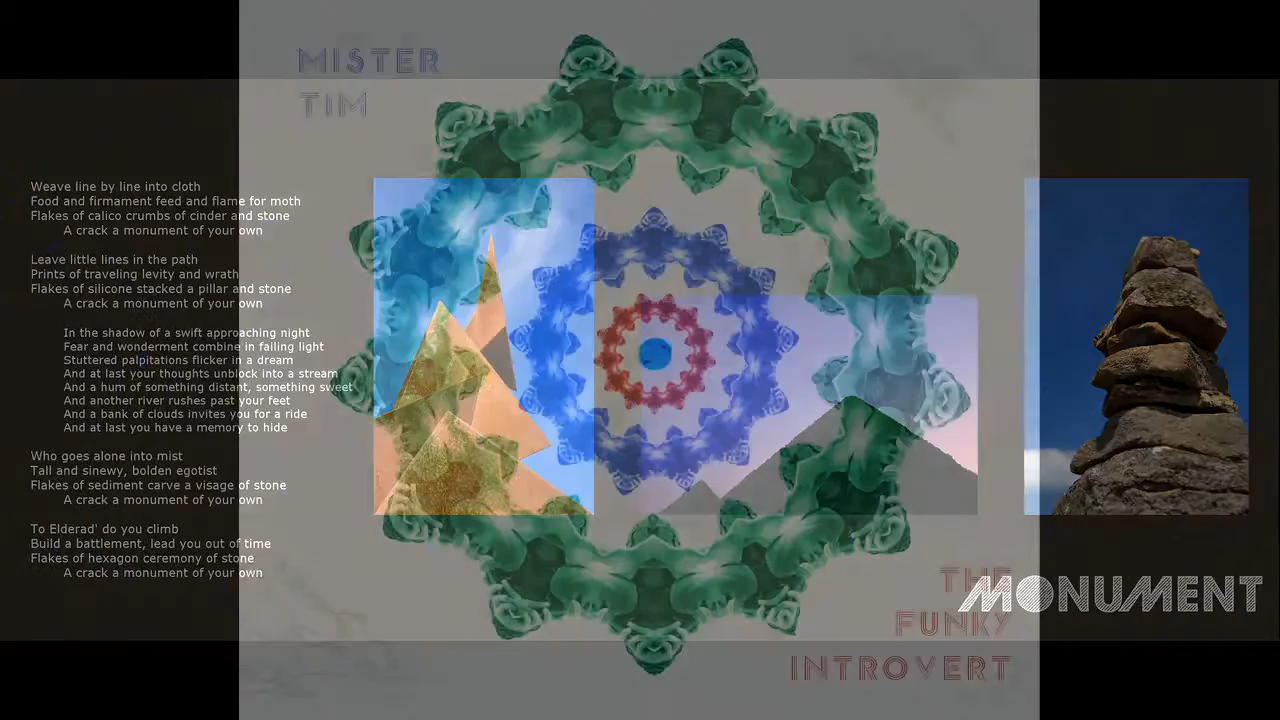 MISTER
TIM
Weave line by line into cloth
Food and firmament feed and flame for moth
Flakes of calico crumbs of cinder and stone
A crack a monument of your own
Leave little lines in the path
Prints of traveling levity and wrath
Flakes of silicone stacked a pillar and stone
A crack a monument of your own
In the shadow of a swift approaching night
Fear and wonderment combine in failing light
Stuttered palpitations flicker in a dream
And at last your thoughts unblock into a stream
And a hum of something distant, something sweet
And another river rushes past your feet
And a bank of clouds invites you for a ride
And at last you have a memory to hide
Who goes alone into mist
Tall and sinewy, bolden egotist
Flakes of sediment carve a visage of stone
A crack a monument of your own
To Elderad' do you climb
Build a battlement, lead you out of time
Flakes of hexagon ceremony of stone
A crack a monument of your own
MONUMENT
THE
FUNKY
INTROVERT